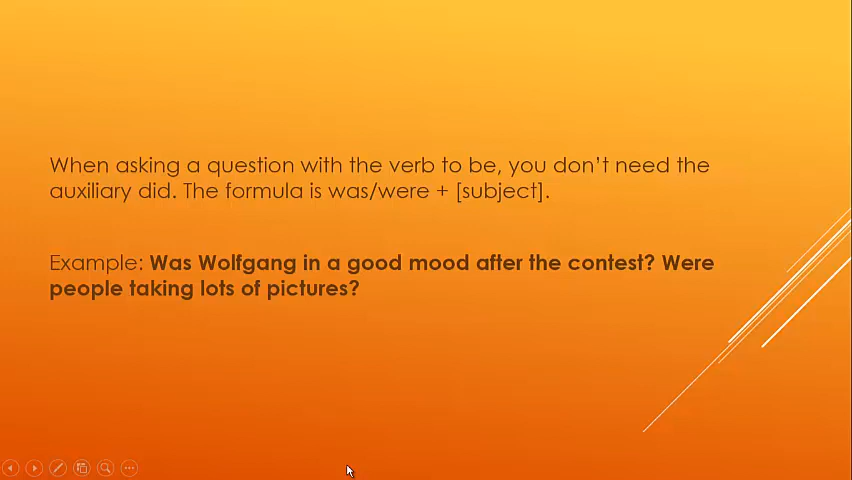 When asking a question with the verb to be, you don’t need the
auxiliary did. The formula is was/were + [subject].
Example: Was Wolfgang in a good mood after the contest? Were
people taking lots of pictures?